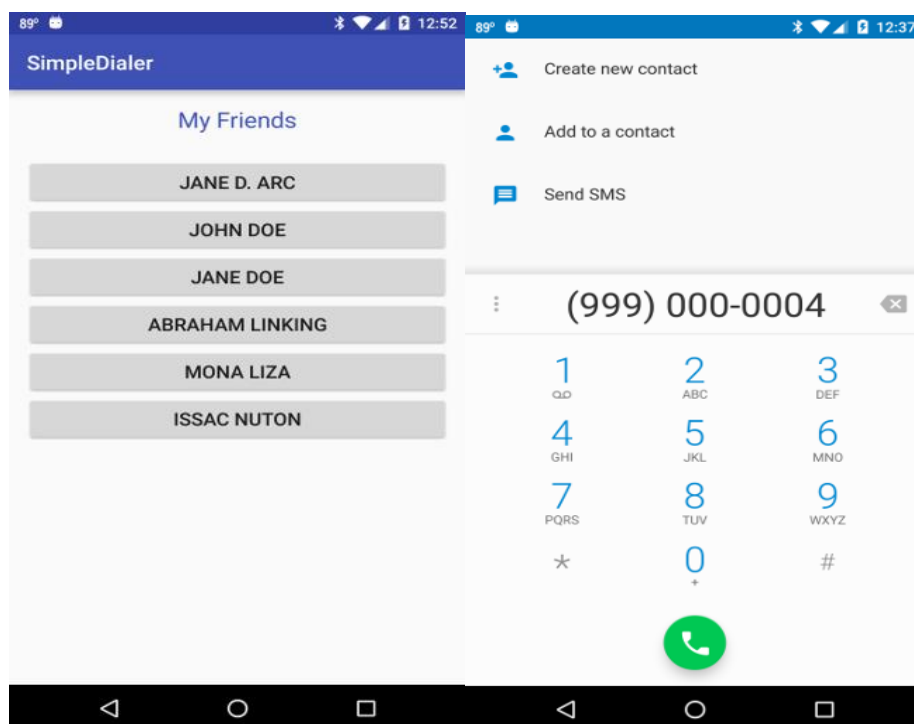 89° 12:52
SimpleDialer
My Friends
JANE D. ARC
JOHN DOE
JANE DOE
ABRAHAM LINKING
MONA LIZA
ISSAC NUTON
89° 12:37
Create new contact
Add to a contact
Send SMS
(999) 000-0004
1 2 3
ABC DEF
4 5 6
GHI JKL MNO
7 8 9
PQRS TUV WXYZ
* 0 #
+